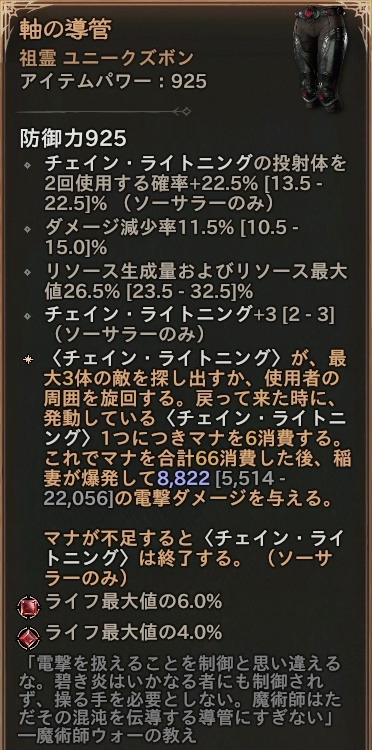 軸の導管
祖霊 ユニークズボン
アイテムパワー：925
防御力925
チェイン・ライトニングの投射体を
2回使用する確率+22.5% [13.5 -
22.5]% （ソーサラーのみ）
ダメージ減少率11.5% [10.5 -
15.0]%
リソース生成量およびリソース最大
値26.5% [23.5 - 32.5]%
チェイン・ライトニング+3 [2 - 3]
（ソーサラーのみ）
〈チェイン・ライトニング〉が、最
大3体の敵を探し出すか、使用者の
周囲を旋回する。戻って来た時に、
発動している〈チェイン・ライトニ
ング〉1つにつきマナを6消費する。
これでマナを合計66消費した後、稲
妻が爆発して8,822 [5,514 -
22,056]の電撃ダメージを与える。
マナが不足すると〈チェイン・ライ
トニング〉は終了する。 （ソーサ
ラーのみ）
ライフ最大値の6.0%
ライフ最大値の4.0%
「電撃を扱えることを制御と思い違える
な。碧き炎はいかなる者にも制御され
ず、操る手を必要としない。魔術師はた
だその混沌を伝導する導管にすぎない」
―魔術師ウォーの教え